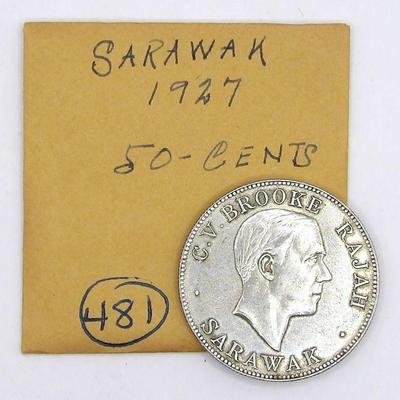 SARAWAK
1927
50-CENTS
481
· C.V. BROOKE RAJAH ·
SARAWAK